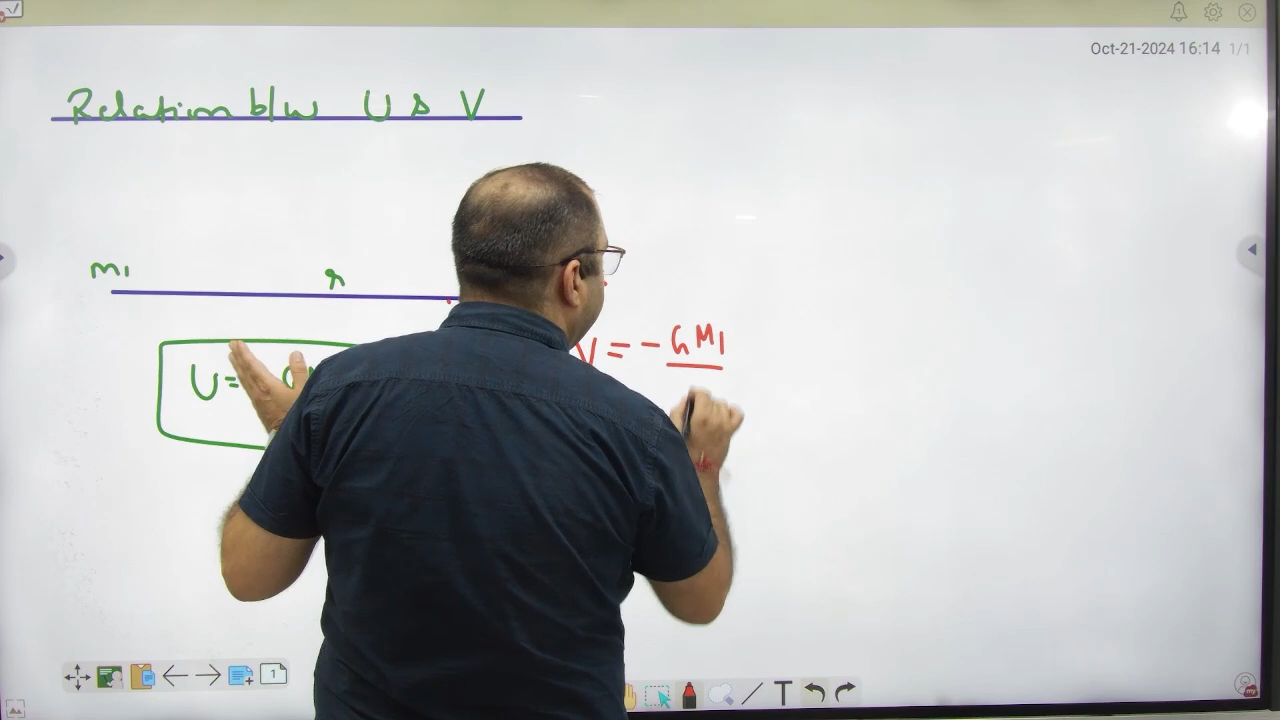 Oct-21-2024 16:14 1/1
Relation b/w U & V
m1 r
V = - GM1
U = -
1
T